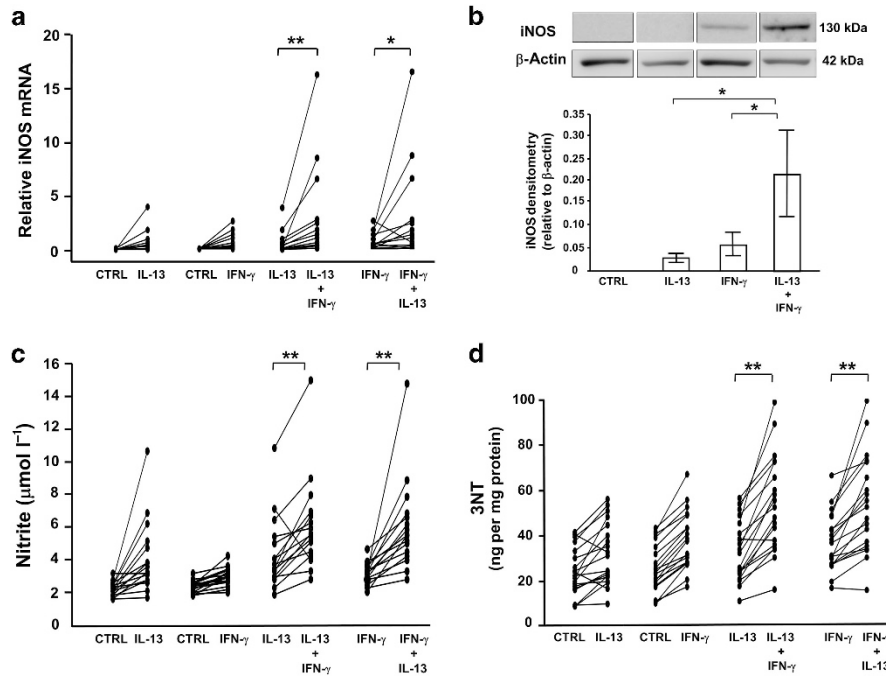 a
Relative iNOS mRNA
20
15
10
5
0
** *
CTRL IL-13 CTRL IFN-γ IL-13 IL-13 IFN-γ IFN-γ
+ +
IFN-γ IL-13
b
iNOS 130 kDa
β-Actin 42 kDa
* 
*
iNOS densitometry
(relative to β-actin)
0.35
0.30
0.25
0.20
0.15
0.10
0.05
0
CTRL IL-13 IFN-γ IL-13
+
IFN-γ
c
Nitrite (μmol l⁻¹)
16
14
12
10
8
6
4
2
0
** **
CTRL IL-13 CTRL IFN-γ IL-13 IL-13 IFN-γ IFN-γ
+ +
IFN-γ IL-13
d
3NT
(ng per mg protein)
100
80
60
40
20
0
** **
CTRL IL-13 CTRL IFN-γ IL-13 IL-13 IFN-γ IFN-γ
+ +
IFN-γ IL-13